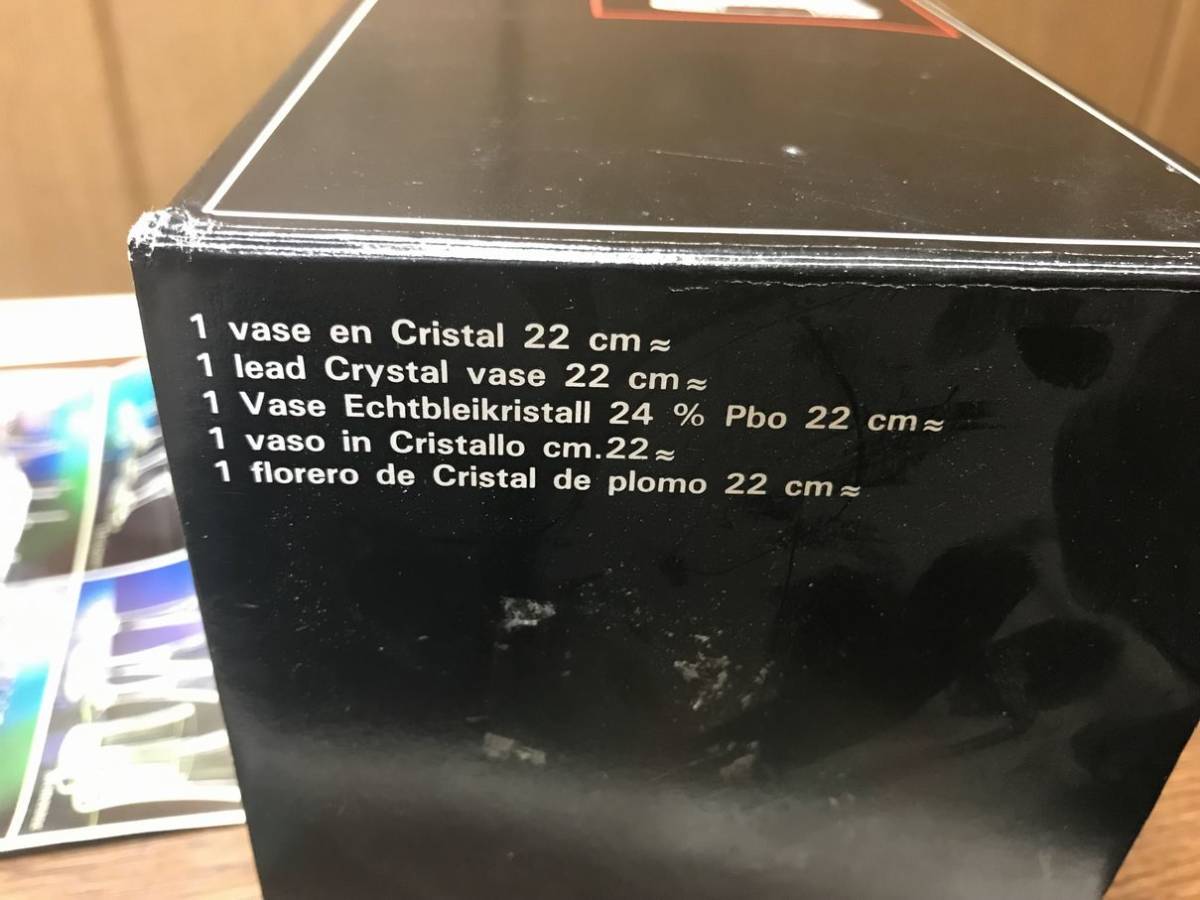 1 vase en Cristal 22 cm ≈
1 lead Crystal vase 22 cm ≈
1 Vase Echtbleikristall 24 % Pbo 22 cm ≈
1 vaso in Cristallo cm.22 ≈
1 florero de Cristal de plomo 22 cm ≈